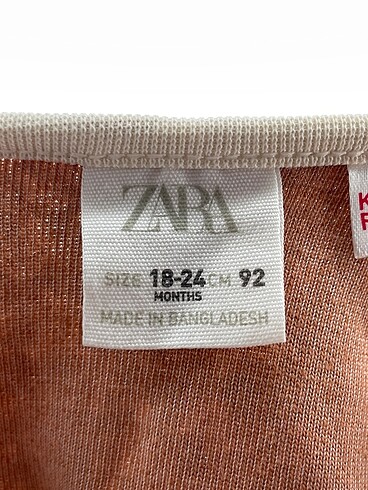 ZARA
SIZE 18-24 CM 92
MONTHS
MADE IN BANGLADESH
K
F